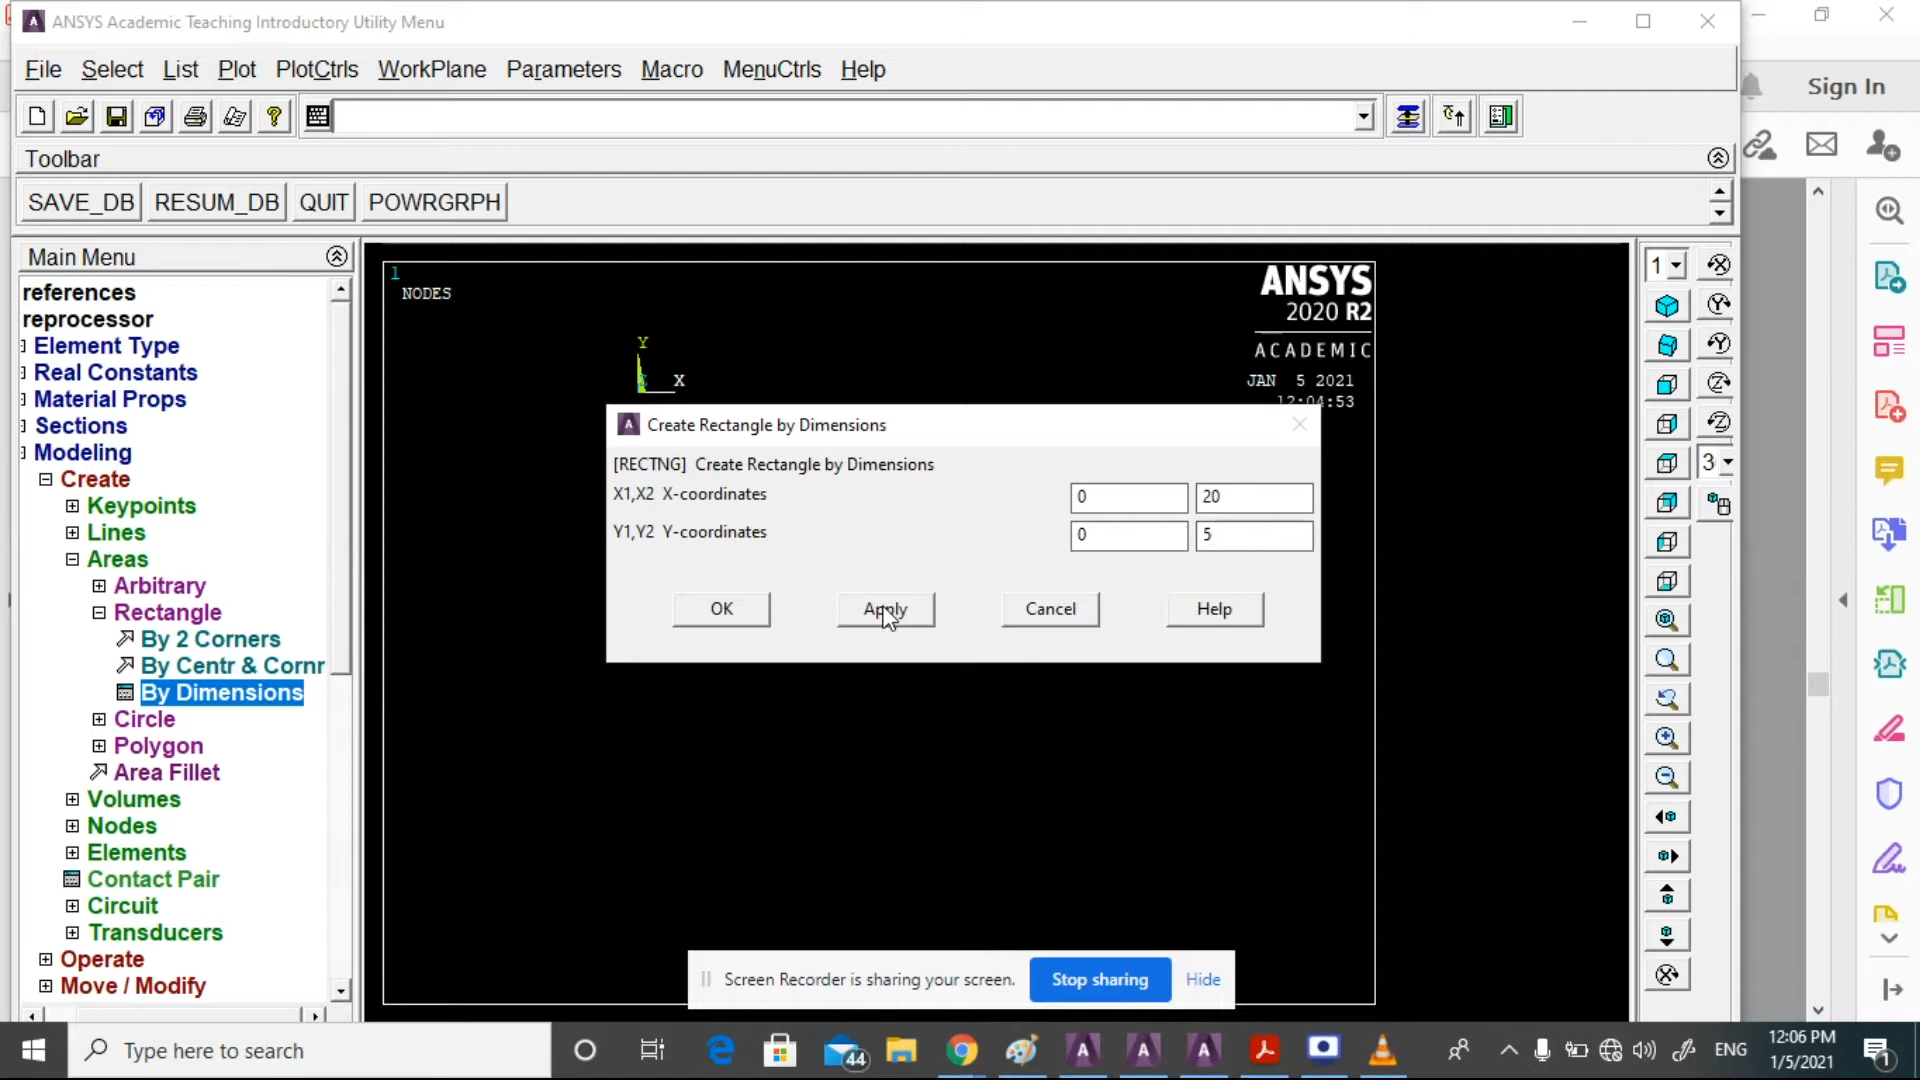 ANSYS Academic Teaching Introductory Utility Menu
File Select List Plot PlotCtrls WorkPlane Parameters Macro MenuCtrls Help
Sign In
Toolbar
SAVE_DB RESUM_DB QUIT POWRGRPH
Main Menu
references
reprocessor
Element Type
Real Constants
Material Props
Sections
Modeling
Create
Keypoints
Lines
Areas
Arbitrary
Rectangle
By 2 Corners
By Centr & Cornr
By Dimensions
Circle
Polygon
Area Fillet
Volumes
Nodes
Elements
Contact Pair
Circuit
Transducers
Operate
Move / Modify
1
NODES
Y
X
ANSYS
2020 R2
ACADEMIC
JAN 5 2021
12:04:53
Create Rectangle by Dimensions
[RECTNG] Create Rectangle by Dimensions
X1,X2 X-coordinates 0 20
Y1,Y2 Y-coordinates 0 5
OK Apply Cancel Help
1
3
Screen Recorder is sharing your screen. Stop sharing Hide
Type here to search
44
ENG
12:06 PM
1/5/2021
1